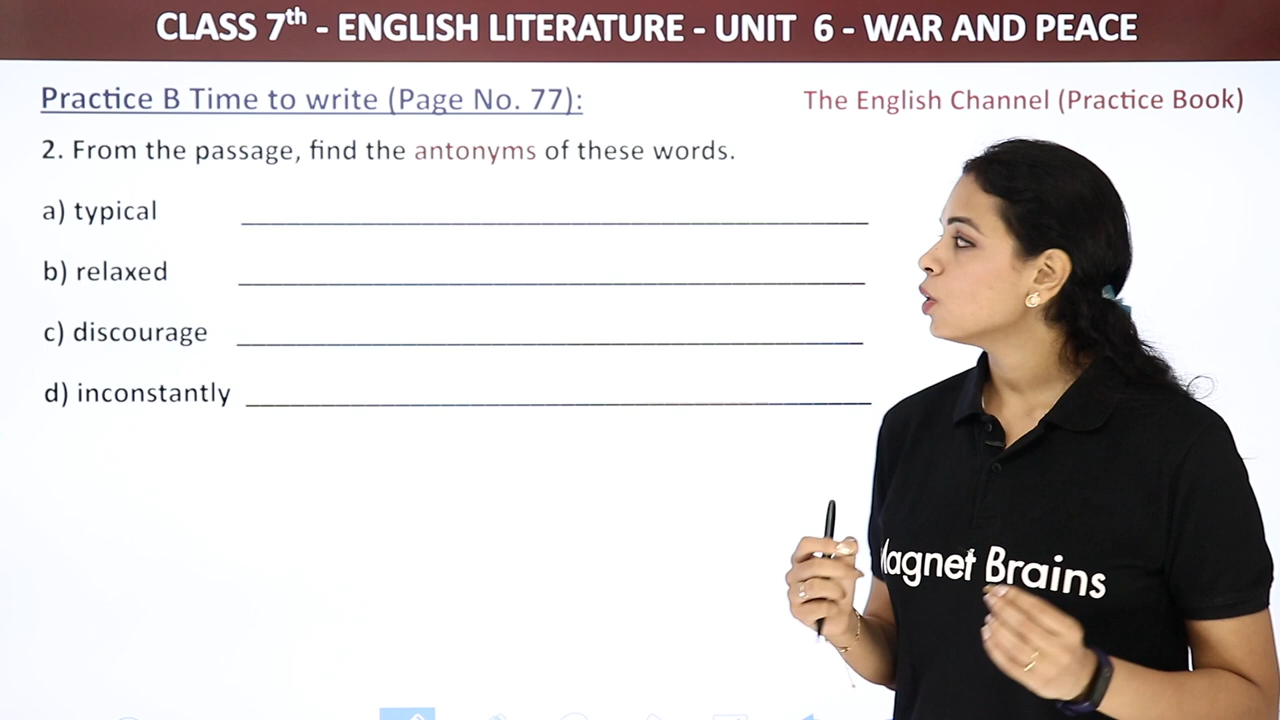 CLASS 7th - ENGLISH LITERATURE - UNIT 6 - WAR AND PEACE
Practice B Time to write (Page No. 77):
The English Channel (Practice Book)
2. From the passage, find the antonyms of these words.
a) typical
b) relaxed
c) discourage
d) inconstantly
Magnet Brains